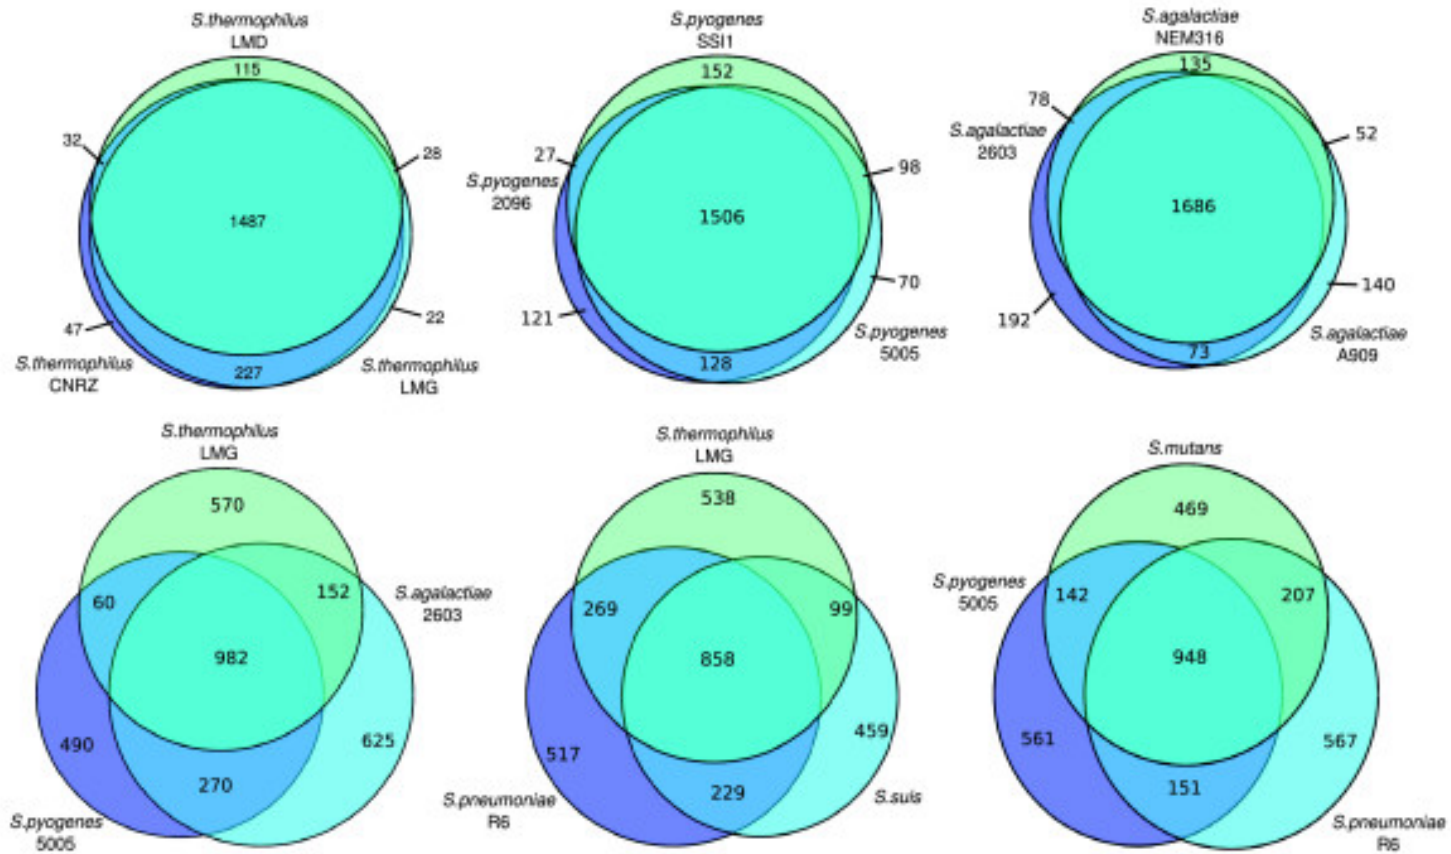 S.thermophilus
LMD
115
32
28
1487
47
22
S.thermophilus
CNRZ
227
S.thermophilus
LMG
S.pyogenes
SSI1
152
27
98
S.pyogenes
2096
1506
70
121
S.pyogenes
5005
128
S.agalactiae
NEM316
135
78
52
S.agalactiae
2603
1686
140
192
S.agalactiae
A909
73
S.thermophilus
LMG
570
60
152
S.agalactiae
2603
982
490
625
270
S.pyogenes
5005
S.thermophilus
LMG
538
269
99
858
517
459
229
S.pneumoniae
R6
S.suis
S.mutans
469
S.pyogenes
5005
142
207
948
561
567
151
S.pneumoniae
R6